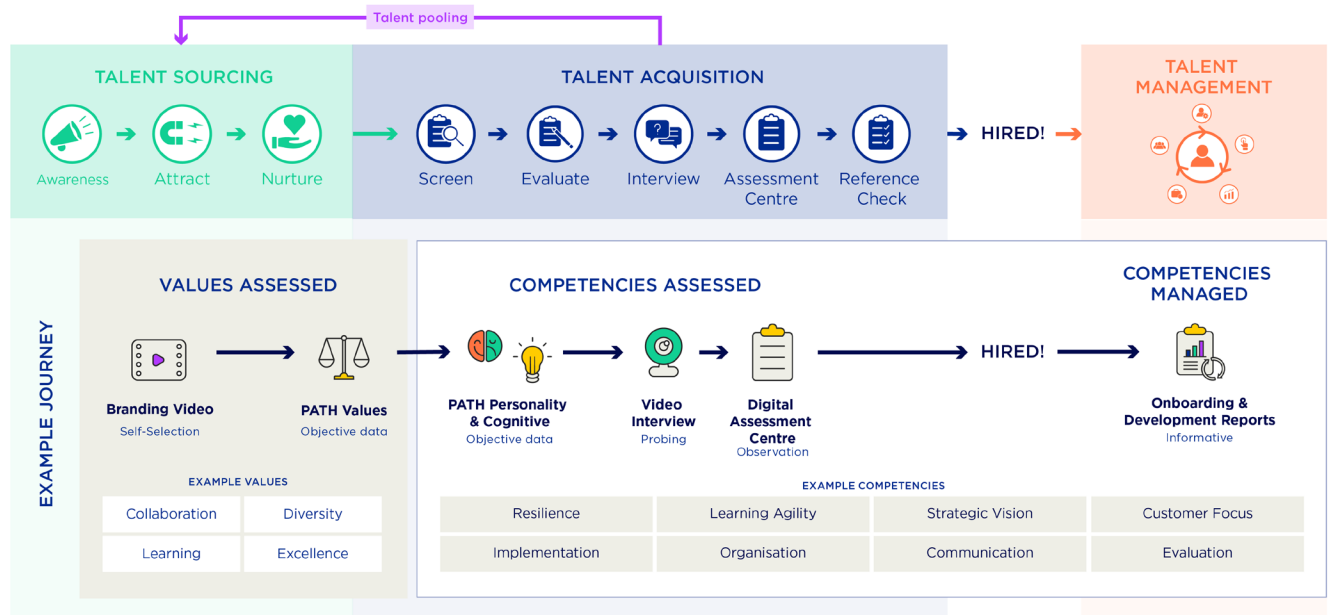 Talent pooling
TALENT SOURCING
Awareness
Attract
Nurture
TALENT ACQUISITION
Screen
Evaluate
Interview
Assessment
Centre
Reference
Check
HIRED!
TALENT
MANAGEMENT
EXAMPLE JOURNEY
VALUES ASSESSED
Branding Video
Self-Selection
PATH Values
Objective data
EXAMPLE VALUES
Collaboration
Diversity
Learning
Excellence
COMPETENCIES ASSESSED
PATH Personality
& Cognitive
Objective data
Video
Interview
Probing
Digital
Assessment
Centre
Observation
HIRED!
COMPETENCIES
MANAGED
Onboarding &
Development Reports
Informative
EXAMPLE COMPETENCIES
Resilience
Learning Agility
Strategic Vision
Customer Focus
Implementation
Organisation
Communication
Evaluation